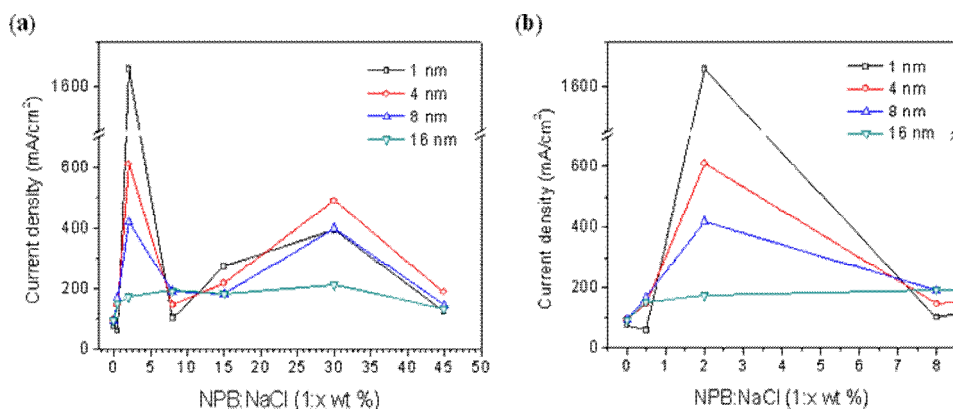 (a)
Current density (mA/cm²)
1600
600
400
200
0
1 nm
4 nm
8 nm
16 nm
0 5 10 15 20 25 30 35 40 45 50
NPB:NaCl (1:x wt %)
(b)
Current density (mA/cm²)
1600
600
400
200
0
1 nm
4 nm
8 nm
16 nm
0 1 2 3 4 5 6 7 8
NPB:NaCl (1:x wt %)